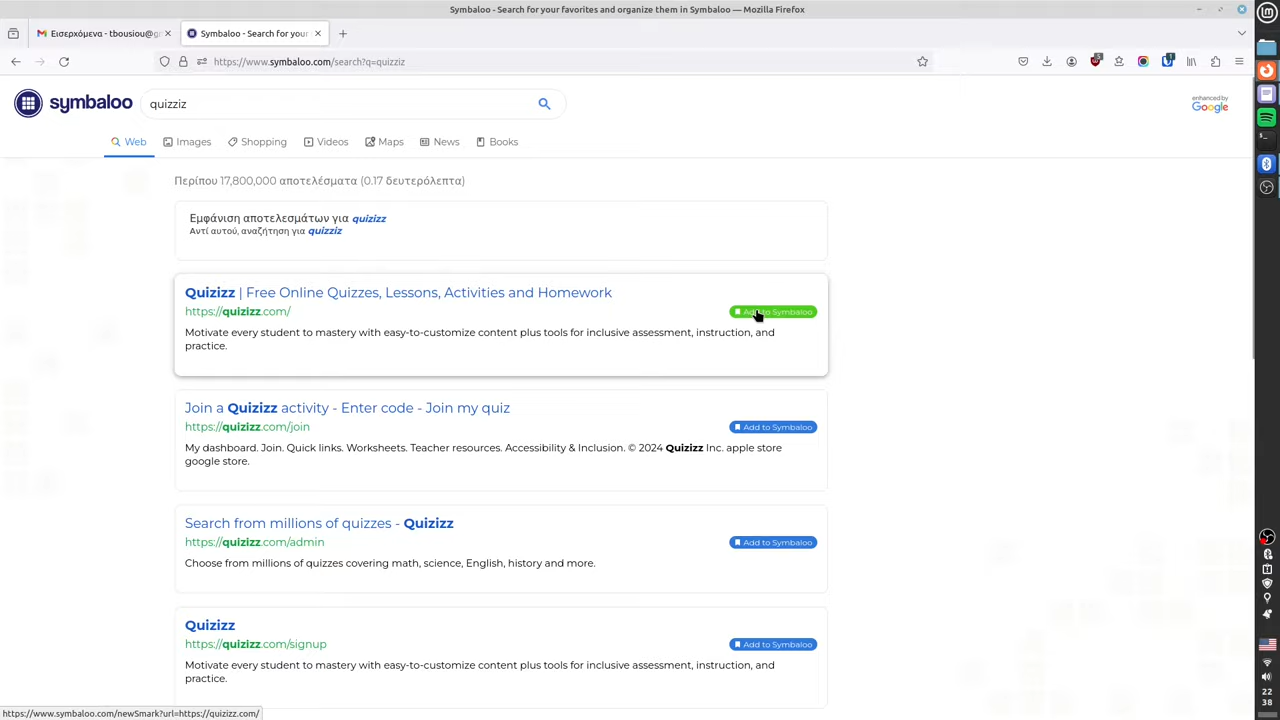 Symbaloo - Search for your favorites and organize them in Symbaloo — Mozilla Firefox
Εισερχόμενα - tbousiou@g
Symbaloo - Search for your
https://www.symbaloo.com/search?q=quizziz
symbaloo
quizziz
enhanced by
Google
Web
Images
Shopping
Videos
Maps
News
Books
Περίπου 17,800,000 αποτελέσματα (0.17 δευτερόλεπτα)
Εμφάνιση αποτελεσμάτων για quizizz
Αντί αυτού, αναζήτηση για quizziz
Quizizz | Free Online Quizzes, Lessons, Activities and Homework
https://quizizz.com/
Add to Symbaloo
Motivate every student to mastery with easy-to-customize content plus tools for inclusive assessment, instruction, and
practice.
Join a Quizizz activity - Enter code - Join my quiz
https://quizizz.com/join
Add to Symbaloo
My dashboard. Join. Quick links. Worksheets. Teacher resources. Accessibility & Inclusion. © 2024 Quizizz Inc. apple store
google store.
Search from millions of quizzes - Quizizz
https://quizizz.com/admin
Add to Symbaloo
Choose from millions of quizzes covering math, science, English, history and more.
Quizizz
https://quizizz.com/signup
Add to Symbaloo
Motivate every student to mastery with easy-to-customize content plus tools for inclusive assessment, instruction, and
practice.
https://www.symbaloo.com/newSmark?url=https://quizizz.com/
22
38